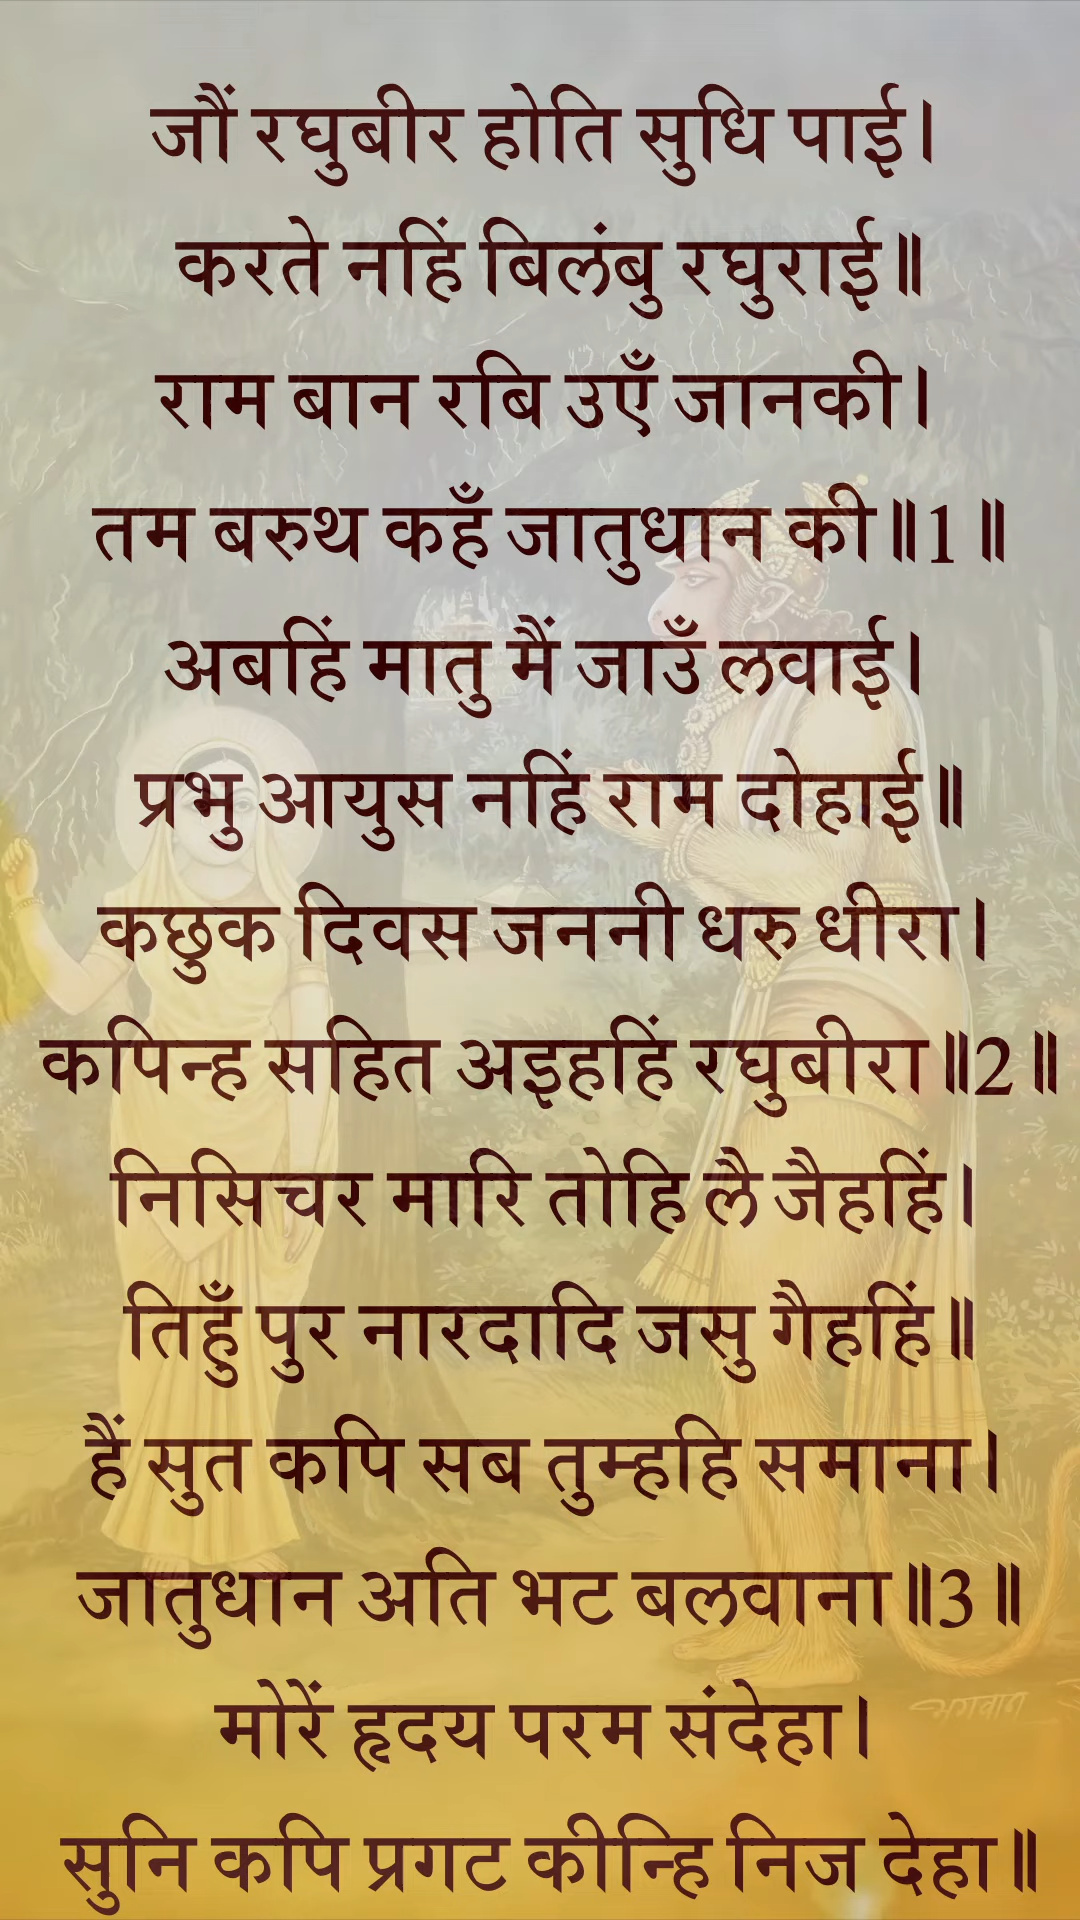 जौं रघुबीर होति सुधि पाई।
करते नहिं बिलंबु रघुराई॥
राम बान रबि उएँ जानकी।
तम बरुथ कहँ जातुधान की॥1॥
अबहिं मातु मैं जाउँ लवाई।
प्रभु आयुस नहिं राम दोहाई॥
कछुक दिवस जननी धरु धीरा।
कपिन्ह सहित अइहहिं रघुबीरा॥2॥
निसिचर मारि तोहि लै जैहहिं।
तिहुँ पुर नारदादि जसु गैहहिं॥
हैं सुत कपि सब तुम्हहि समाना।
जातुधान अति भट बलवाना॥3॥
मोरें हृदय परम संदेहा।
भगवान
सुनि कपि प्रगट कीन्हि निज देहा॥